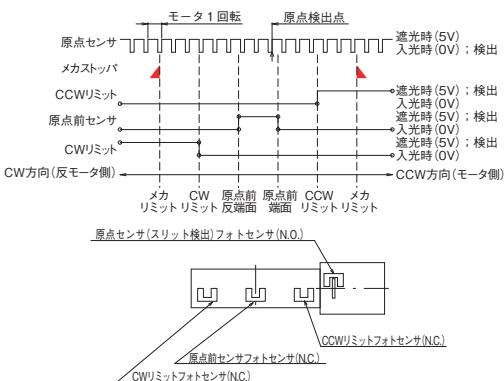 モータ1回転
原点検出点
原点センサ
遮光時(5V)
入光時(0V);検出
メカストッパ
CCWリミット
遮光時(5V);検出
入光時(0V)
原点前センサ
遮光時(5V);検出
入光時(0V)
CWリミット
遮光時(5V);検出
入光時(0V)
CW方向(反モータ側)
CCW方向(モータ側)
メカ
リミット
CW
リミット
原点前
反端面
原点前
端面
CCW
リミット
メカ
リミット
原点センサ(スリット検出)フォトセンサ(N.O.)
CCWリミットフォトセンサ(N.C.)
原点前センサフォトセンサ(N.C.)
CWリミットフォトセンサ(N.C.)